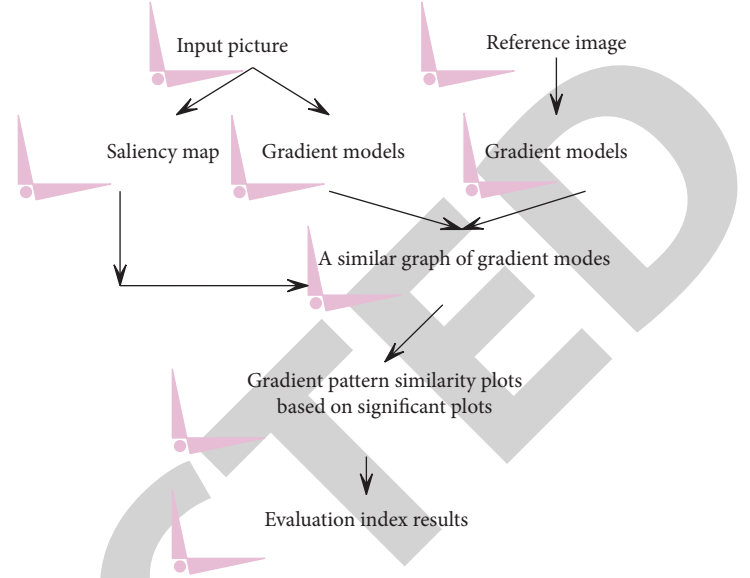 Input picture
Reference image
Saliency map
Gradient models
Gradient models
A similar graph of gradient modes
Gradient pattern similarity plots
based on significant plots
Evaluation index results
CTED